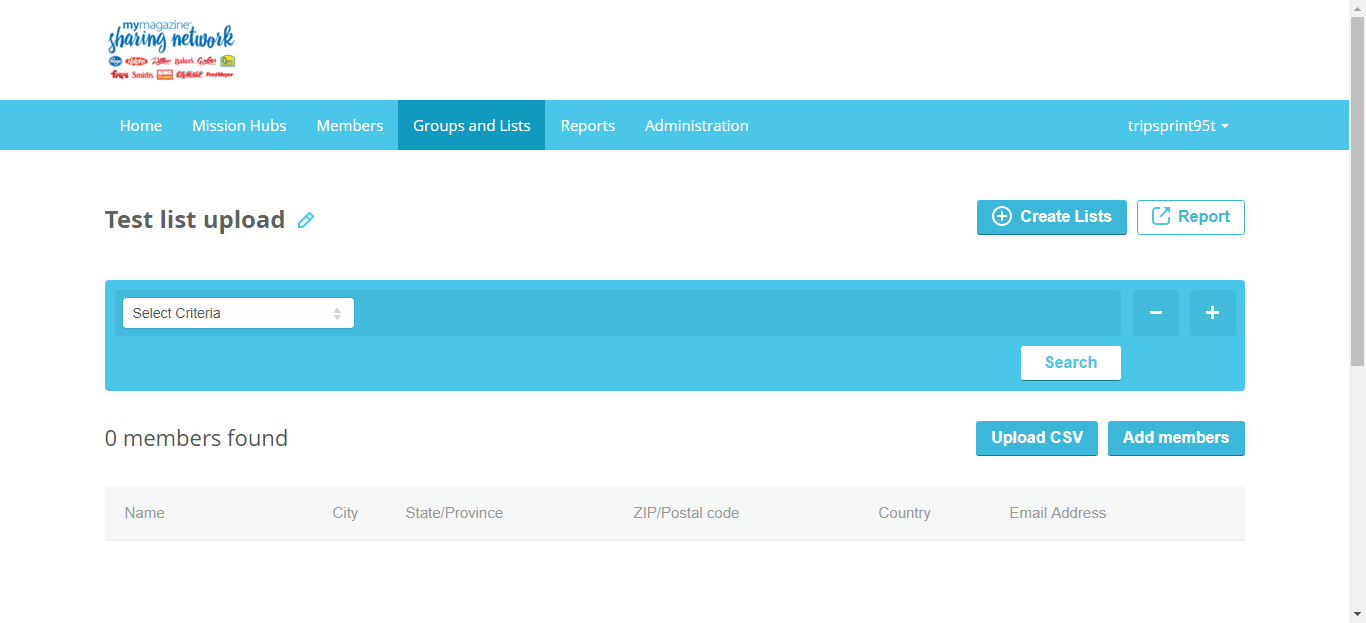 mymagazine
sharing network
Ralphs
Baker's
Gerbes
Fry's Smith's
City Market Fred Meyer
Home Mission Hubs Members Groups and Lists Reports Administration tripsprint95t
Test list upload
Create Lists Report
Select Criteria
Search
0 members found
Upload CSV Add members
Name City State/Province ZIP/Postal code Country Email Address